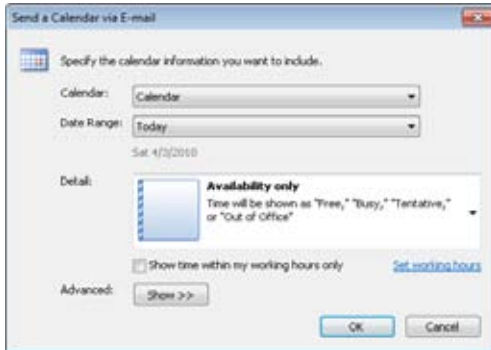 Send a Calendar via E-mail
Specify the calendar information you want to include.
Calendar: Calendar
Date Range: Today
Sat 4/3/2010
Detail: Availability only
Time will be shown as "Free," "Busy," "Tentative,"
or "Out of Office"
Show time within my working hours only Set working hours
Advanced: Show >>
OK Cancel